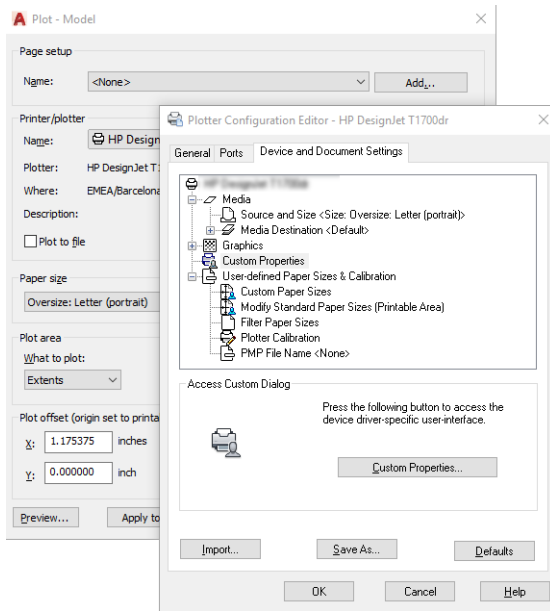 Plot - Model
Page setup
Name:
<None>
Add...
Printer/plotter
Name:
HP Design
Plotter:
HP DesignJet T1
Where:
EMEA/Barcelona
Description:
Plot to file
Paper size
Oversize: Letter (portrait)
Plot area
What to plot:
Extents
Plot offset (origin set to printa
X:
1.175375
inches
Y:
0.000000
inch
Preview...
Apply to
Plotter Configuration Editor - HP DesignJet T1700dr
General
Ports
Device and Document Settings
Media
Source and Size <Size: Oversize: Letter (portrait)>
Media Destination <Default>
Graphics
Custom Properties
User-defined Paper Sizes & Calibration
Custom Paper Sizes
Modify Standard Paper Sizes (Printable Area)
Filter Paper Sizes
Plotter Calibration
PMP File Name <None>
Access Custom Dialog
Press the following button to access the
device driver-specific user-interface.
Custom Properties...
Import...
Save As...
Defaults
OK
Cancel
Help